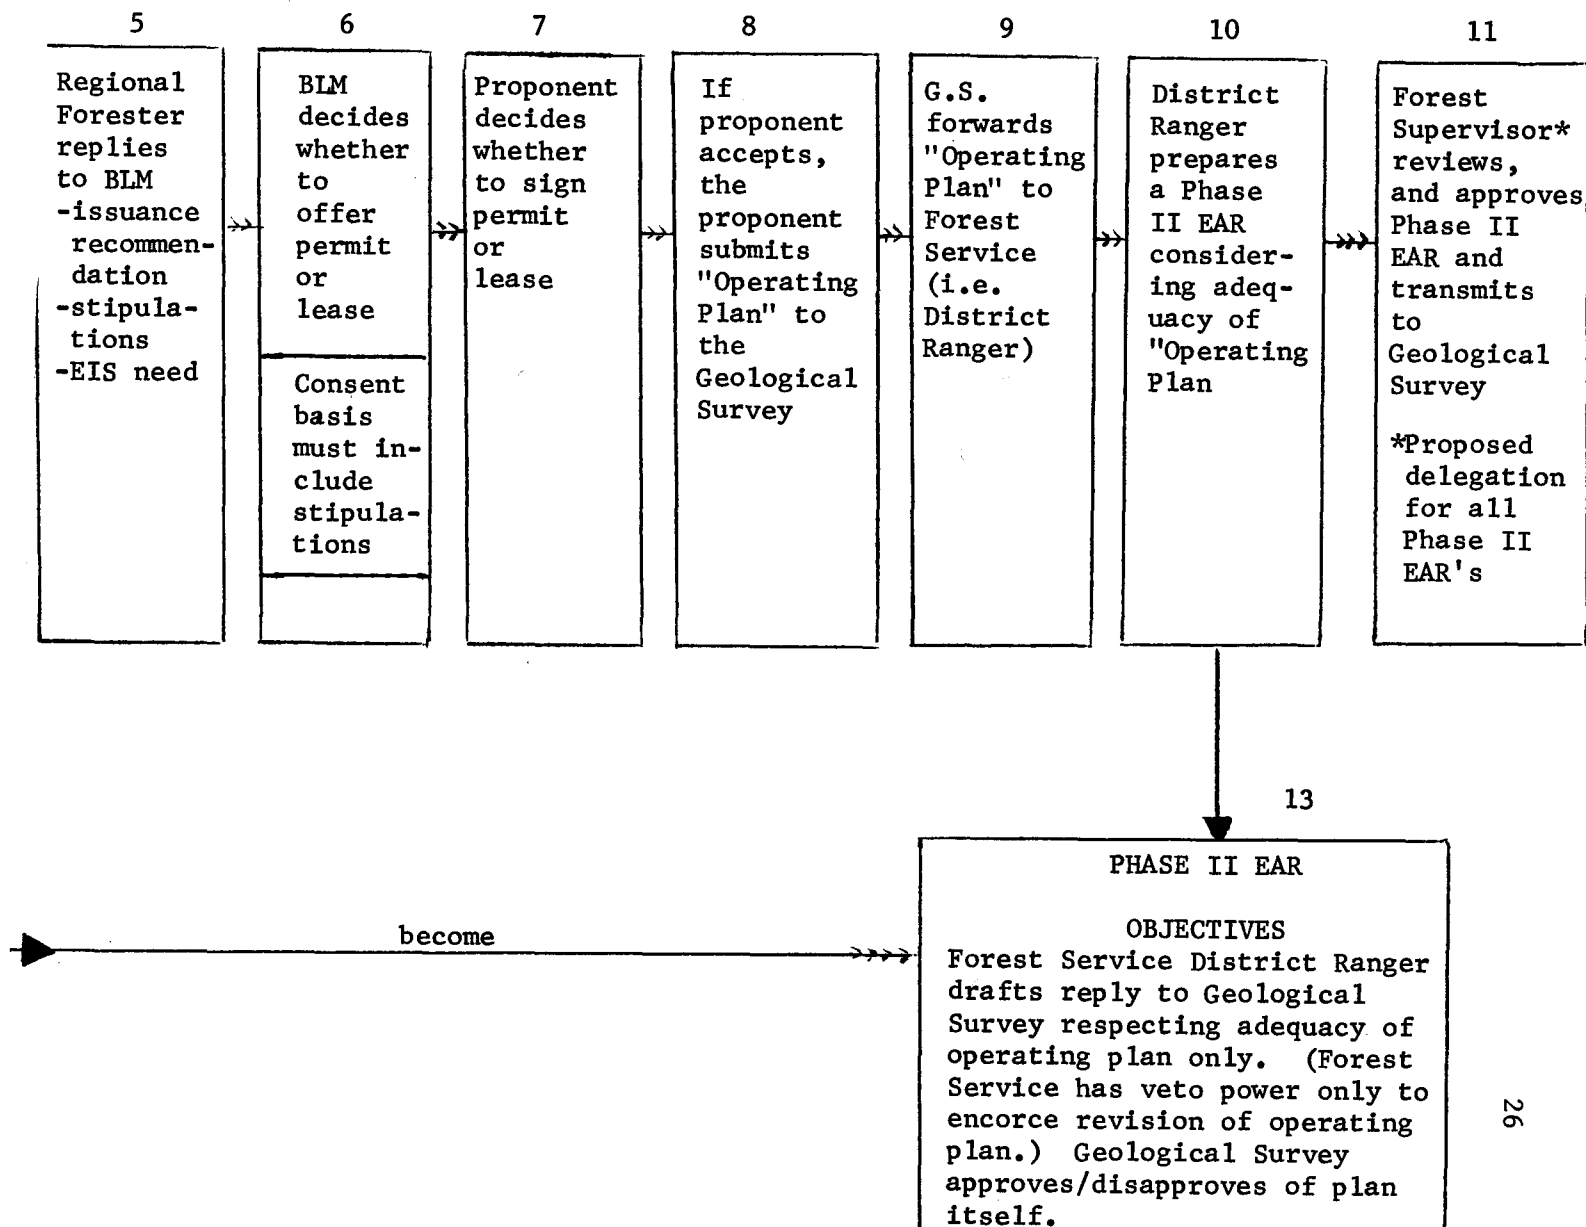 5
Regional
Forester
replies
to BLM
-issuance
recommen-
dation
-stipula-
tions
-EIS need
6
BLM
decides
whether
to
offer
permit
or
lease
Consent
basis
must in-
clude
stipula-
tions
7
Proponent
decides
whether
to sign
permit
or
lease
8
If
proponent
accepts,
the
proponent
submits
"Operating
Plan" to
the
Geological
Survey
9
G.S.
forwards
"Operating
Plan" to
Forest
Service
(i.e.
District
Ranger)
10
District
Ranger
prepares
a Phase
II EAR
consider-
ing adeq-
uacy of
"Operating
Plan
11
Forest
Supervisor*
reviews,
and approves
Phase II
EAR and
transmits
to
Geological
Survey
*Proposed
delegation
for all
Phase II
EAR's
become
13
PHASE II EAR
OBJECTIVES
Forest Service District Ranger
drafts reply to Geological
Survey respecting adequacy of
operating plan only. (Forest
Service has veto power only to
encorce revision of operating
plan.) Geological Survey
approves/disapproves of plan
itself.
26